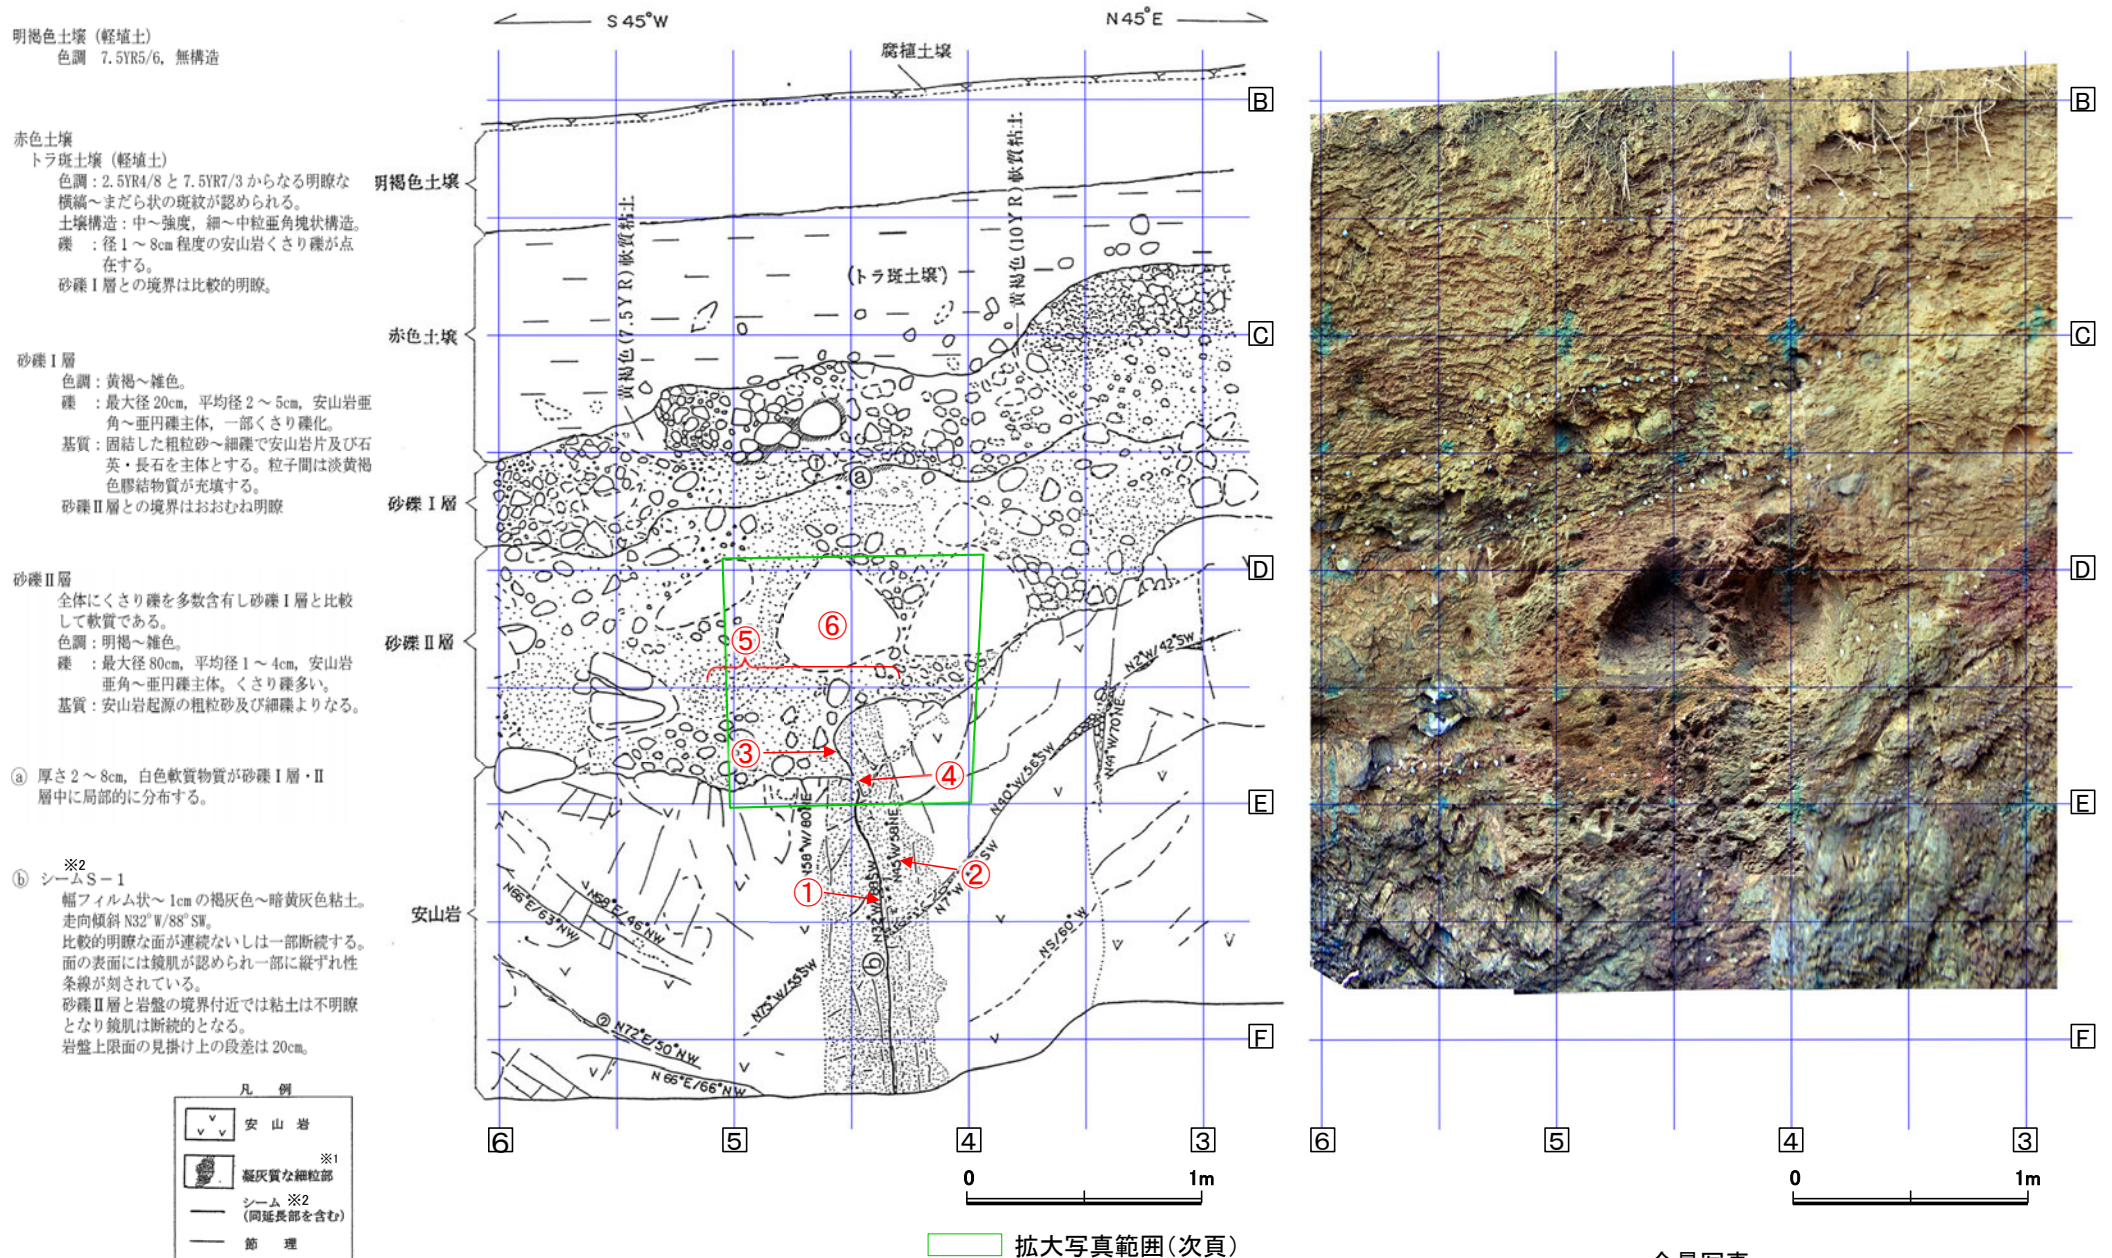 S 45°W
N 45°E
明褐色土壌（軽埴土）
色調　7.5YR5/6，無構造
赤色土壌
トラ斑土壌（軽埴土）
色調：2.5YR4/8 と 7.5YR7/3 からなる明瞭な
横縞～まだら状の斑紋が認められる。
土壌構造：中～強度，細～中粒亜角塊状構造。
礫　：径1～8cm 程度の安山岩くさり礫が点
在する。
砂礫Ⅰ層との境界は比較的明瞭。
砂礫Ⅰ層
色調：黄褐～雑色。
礫　：最大径 20cm，平均径 2～5cm，安山岩亜
角～亜円礫主体，一部くさり礫化。
基質：固結した粗粒砂～細礫で安山岩片及び石
英・長石を主体とする。粒子間は淡黄褐
色膠結物質が充填する。
砂礫Ⅱ層との境界はおおむね明瞭
砂礫Ⅱ層
全体にくさり礫を多数含有し砂礫Ⅰ層と比較
して軟質である。
色調：明褐～雑色。
礫　：最大径 80cm，平均径 1～4cm，安山岩
亜角～亜円礫主体。くさり礫多い。
基質：安山岩起源の粗粒砂及び細礫よりなる。
ⓐ 厚さ2～8cm，白色軟質物質が砂礫Ⅰ層・Ⅱ
層中に局部的に分布する。
※2
ⓑ シームS－1
幅フィルム状～1cm の褐灰色～暗黄灰色粘土。
走向傾斜 N32°W/88°SW。
比較的明瞭な面が連続ないしは一部断続する。
面の表面には鏡肌が認められ一部に縦ずれ性
条線が刻されている。
砂礫Ⅱ層と岩盤の境界付近では粘土は不明瞭
となり鏡肌は断続的となる。
岩盤上限面の見掛け上の段差は 20cm。
凡　例
安 山 岩
※1
凝灰質な細粒部
シーム ※2
(同延長部を含む)
節　理
腐植土壌
明褐色土壌
赤色土壌
砂礫Ⅰ層
砂礫Ⅱ層
安山岩
黄褐色(7.5YR)軟質粘土
黄褐色(10YR)軟質粘土
(トラ斑土壌)
ⓐ
ⓑ
①
②
③
④
⑤
⑥
N2°W/42°SW
N44°W/70°NE
N40°W/56°SW
N58°W/80°NE
N45°W/58NE
N32°W/88°SW
N5/60°W
N75°W/55°SW
N66°E/63°NW
N68°E/46°NW
② N72°E/50°NW
N 66°E/66°NW
B
C
D
E
F
6
5
4
3
0
1m
拡大写真範囲（次頁）
B
C
D
E
F
6
5
4
3
0
1m